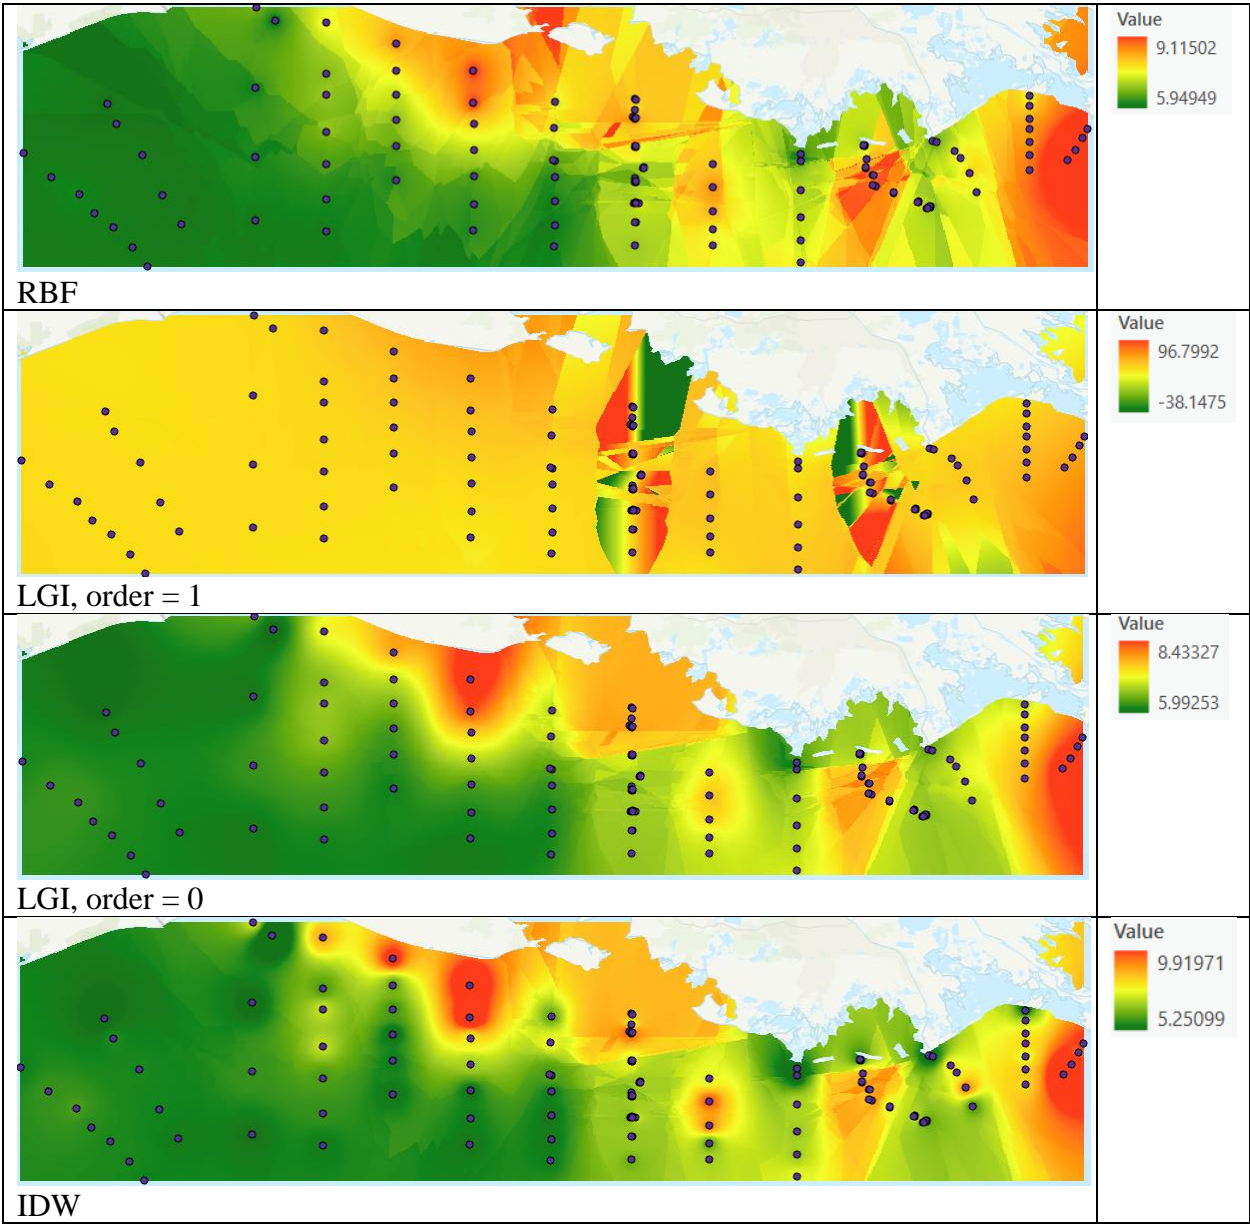 Value
9.11502
5.94949
RBF
Value
96.7992
-38.1475
LGI, order = 1
Value
8.43327
5.99253
LGI, order = 0
Value
9.91971
5.25099
IDW